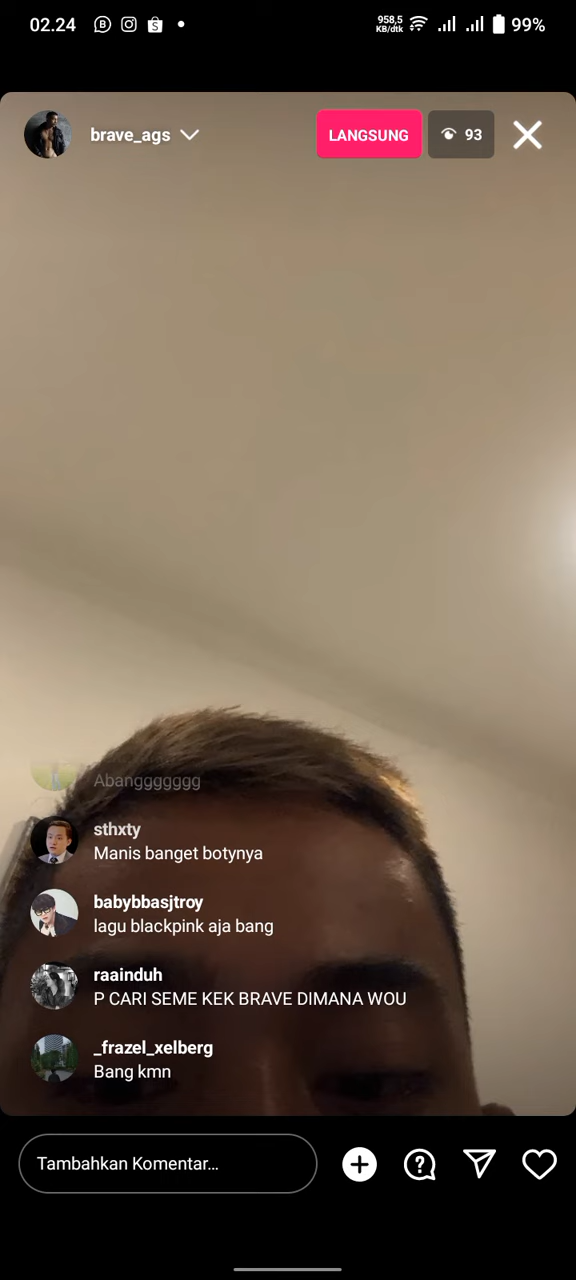 02.24
958,5
KB/dtk
99%
brave_ags
LANGSUNG
93
Abanggggggg
sthxty
Manis banget botynya
babybbasjtroy
lagu blackpink aja bang
raainduh
P CARI SEME KEK BRAVE DIMANA WOU
_frazel_xelberg
Bang kmn
Tambahkan Komentar...